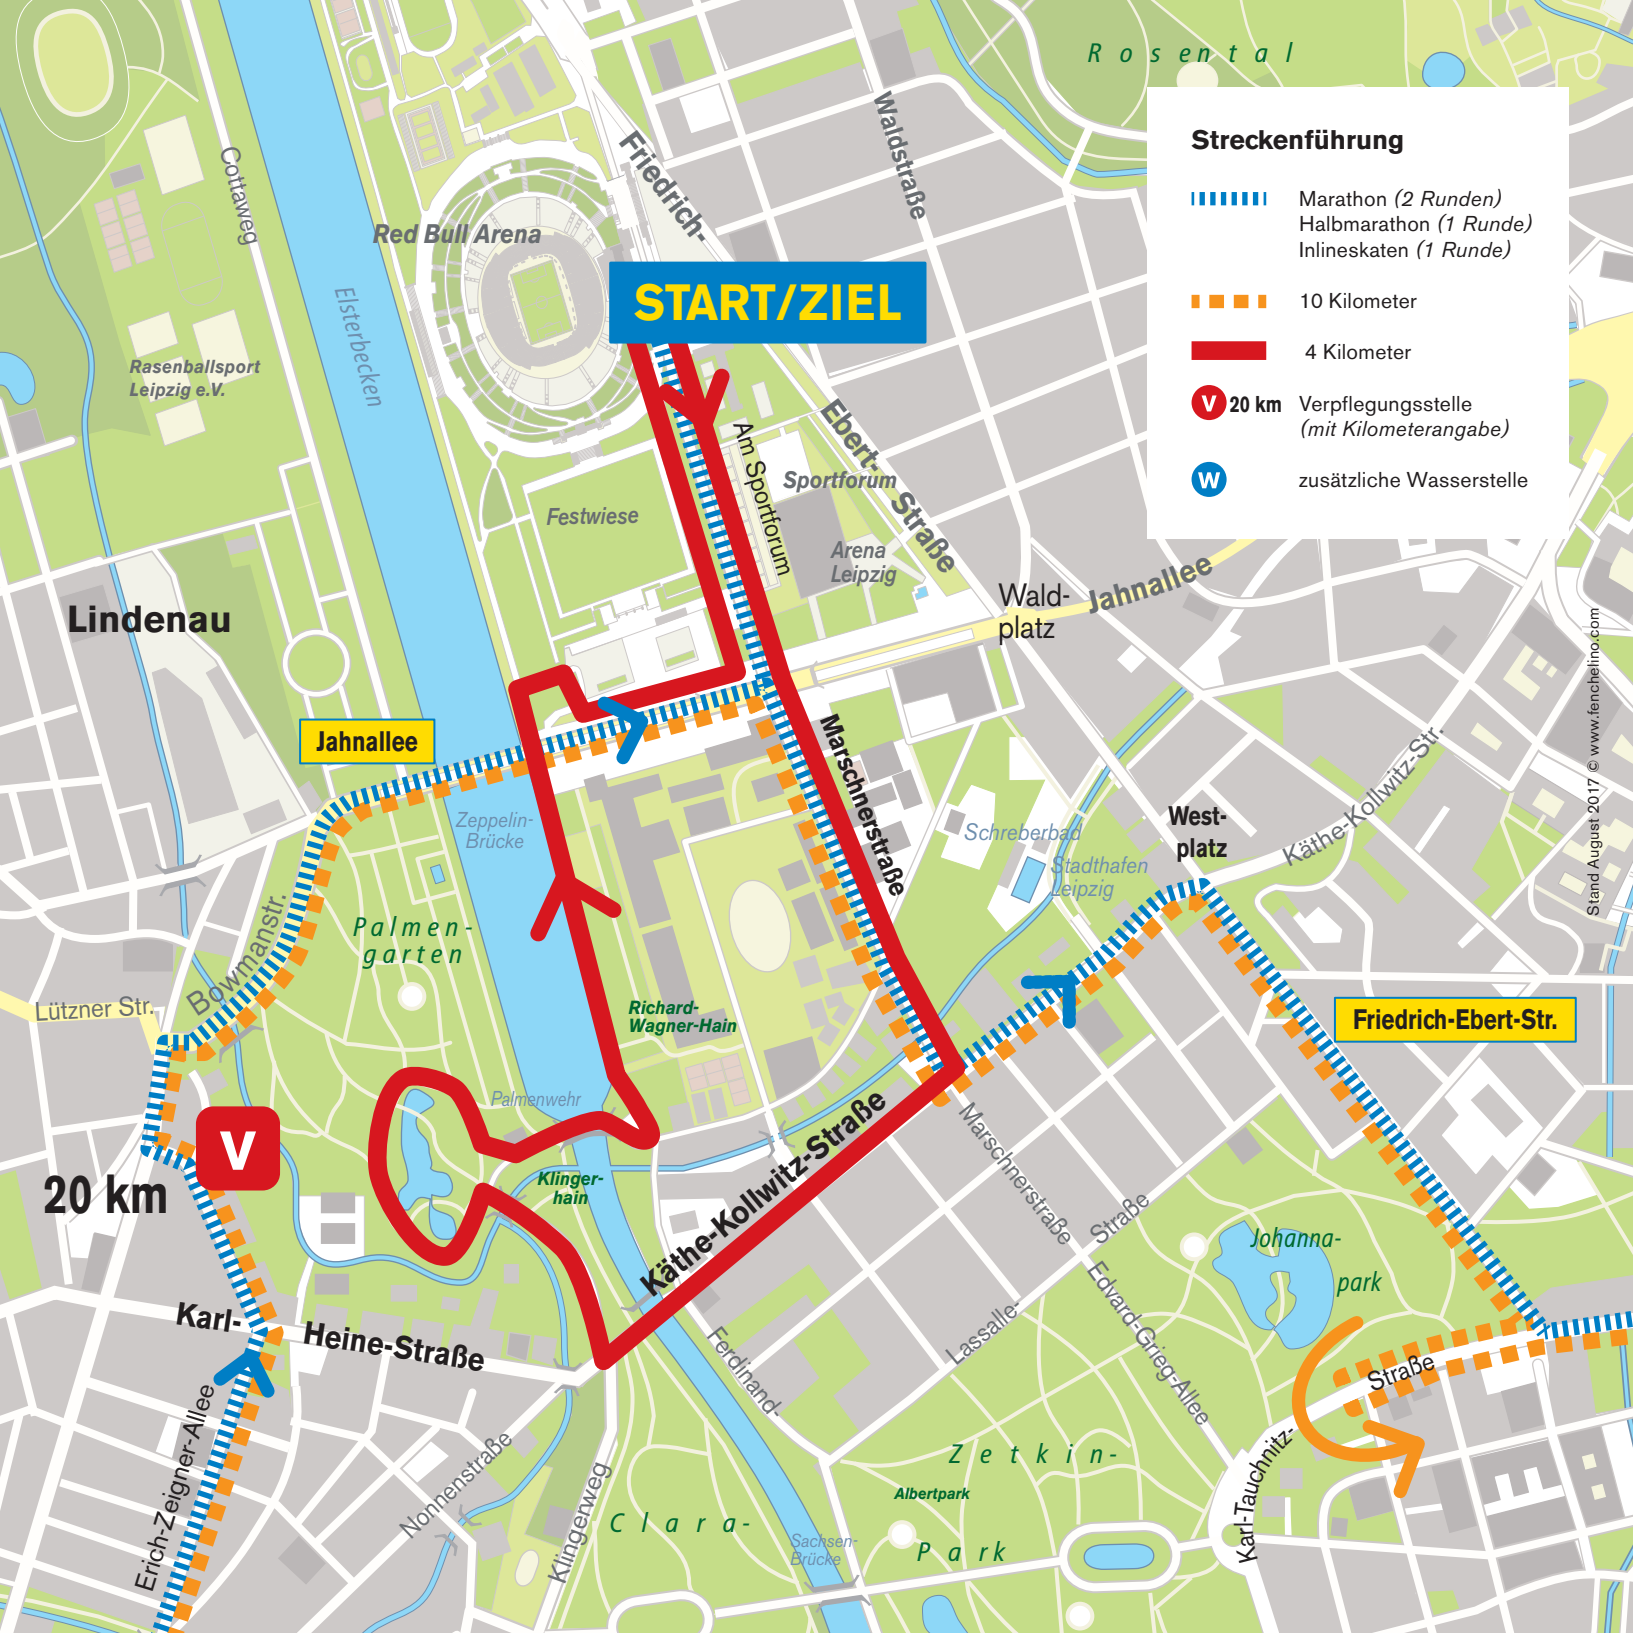 Rosental
Streckenführung
Marathon (2 Runden)
Halbmarathon (1 Runde)
Inlineskaten (1 Runde)
10 Kilometer
4 Kilometer
V 20 km Verpflegungsstelle
(mit Kilometerangabe)
W zusätzliche Wasserstelle
Waldstraße
Friedrich-
Cottaweg
Red Bull Arena
START/ZIEL
Elsterbecken
Rasenballsport
Leipzig e.V.
Ebert-
Straße
Am Sportforum
Sportforum
Festwiese
Arena
Leipzig
Wald-
platz
Jahnallee
Lindenau
Stand August 2017 © www.fenchelino.com
Jahnallee
Marschnerstraße
Zeppelin-
Brücke
Schreberbad
Stadthafen
Leipzig
West-
platz
Käthe-Kollwitz-Str.
Palmen-
garten
Bowmanstr.
Lützner Str.
Richard-
Wagner-Hain
Friedrich-Ebert-Str.
Palmenwehr
V
20 km
Klinger-
hain
Käthe-Kollwitz-Straße
Marschnerstraße
Straße
Lassalle-
Johanna-
park
Edvard-Grieg-Allee
Karl-
Heine-Straße
Ferdinand-
Straße
Karl-Tauchnitz-
Erich-Zeigner-Allee
Nonnenstraße
Klingerweg
Clara-
Zetkin-
Albertpark
Park
Sachsen-
Brücke